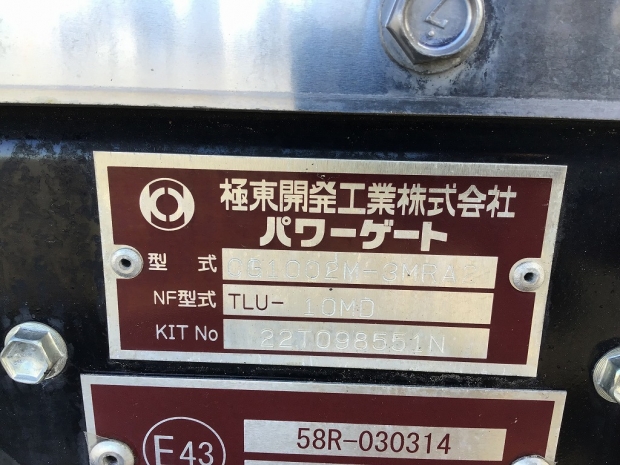 極東開発工業株式会社
パワーゲート
型式
NF型式 TLU- 10MD
KIT No 22T098551N
E43 58R-030314